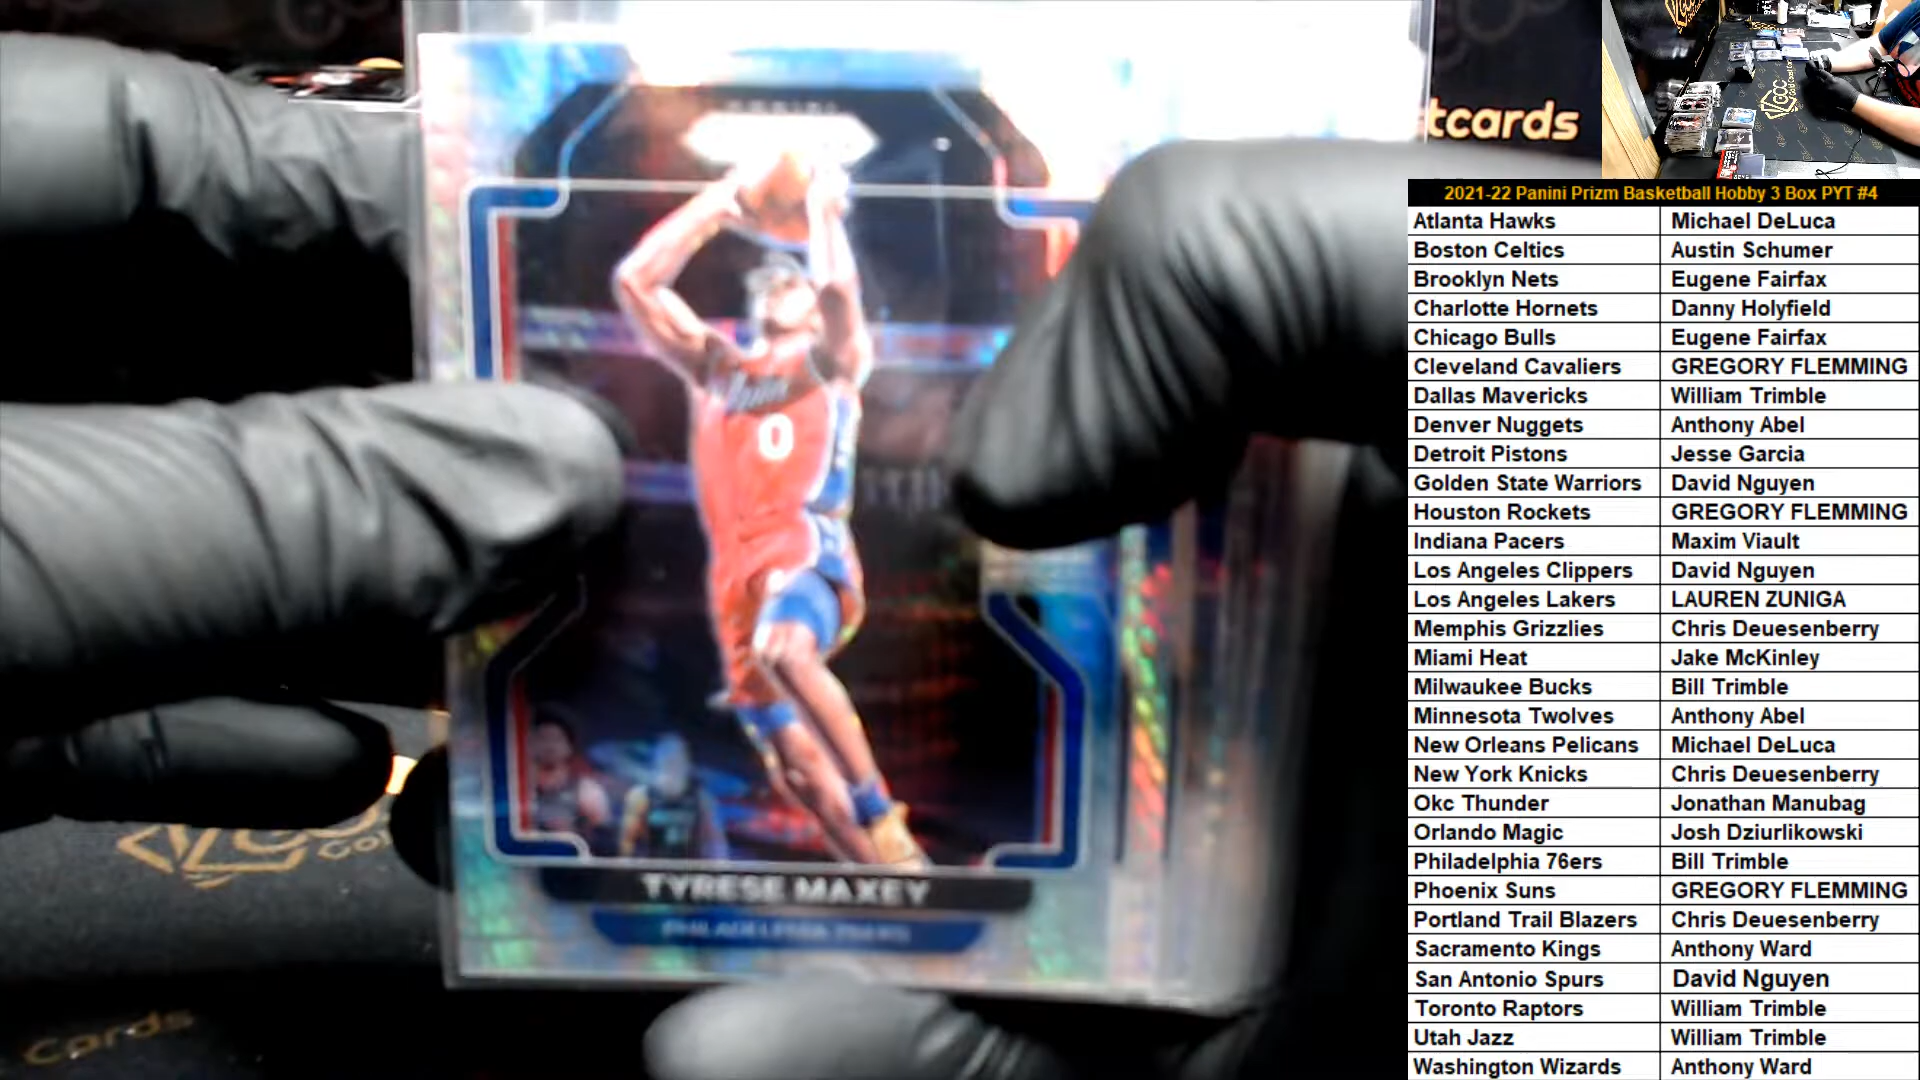 PANINI
0
TYRESE MAXEY
PHILADELPHIA 76ERS
tcards
GCC
Cards
2021-22 Panini Prizm Basketball Hobby 3 Box PYT #4
Atlanta Hawks Michael DeLuca
Boston Celtics Austin Schumer
Brooklyn Nets Eugene Fairfax
Charlotte Hornets Danny Holyfield
Chicago Bulls Eugene Fairfax
Cleveland Cavaliers GREGORY FLEMMING
Dallas Mavericks William Trimble
Denver Nuggets Anthony Abel
Detroit Pistons Jesse Garcia
Golden State Warriors David Nguyen
Houston Rockets GREGORY FLEMMING
Indiana Pacers Maxim Viault
Los Angeles Clippers David Nguyen
Los Angeles Lakers LAUREN ZUNIGA
Memphis Grizzlies Chris Deuesenberry
Miami Heat Jake McKinley
Milwaukee Bucks Bill Trimble
Minnesota Twolves Anthony Abel
New Orleans Pelicans Michael DeLuca
New York Knicks Chris Deuesenberry
Okc Thunder Jonathan Manubag
Orlando Magic Josh Dziurlikowski
Philadelphia 76ers Bill Trimble
Phoenix Suns GREGORY FLEMMING
Portland Trail Blazers Chris Deuesenberry
Sacramento Kings Anthony Ward
San Antonio Spurs David Nguyen
Toronto Raptors William Trimble
Utah Jazz William Trimble
Washington Wizards Anthony Ward